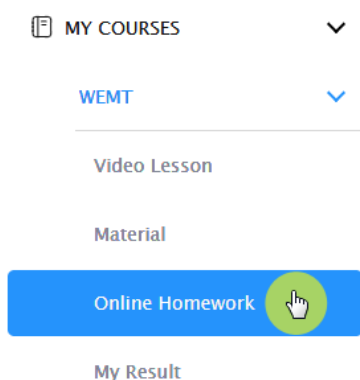 MY COURSES
WEMT
Video Lesson
Material
Online Homework
My Result